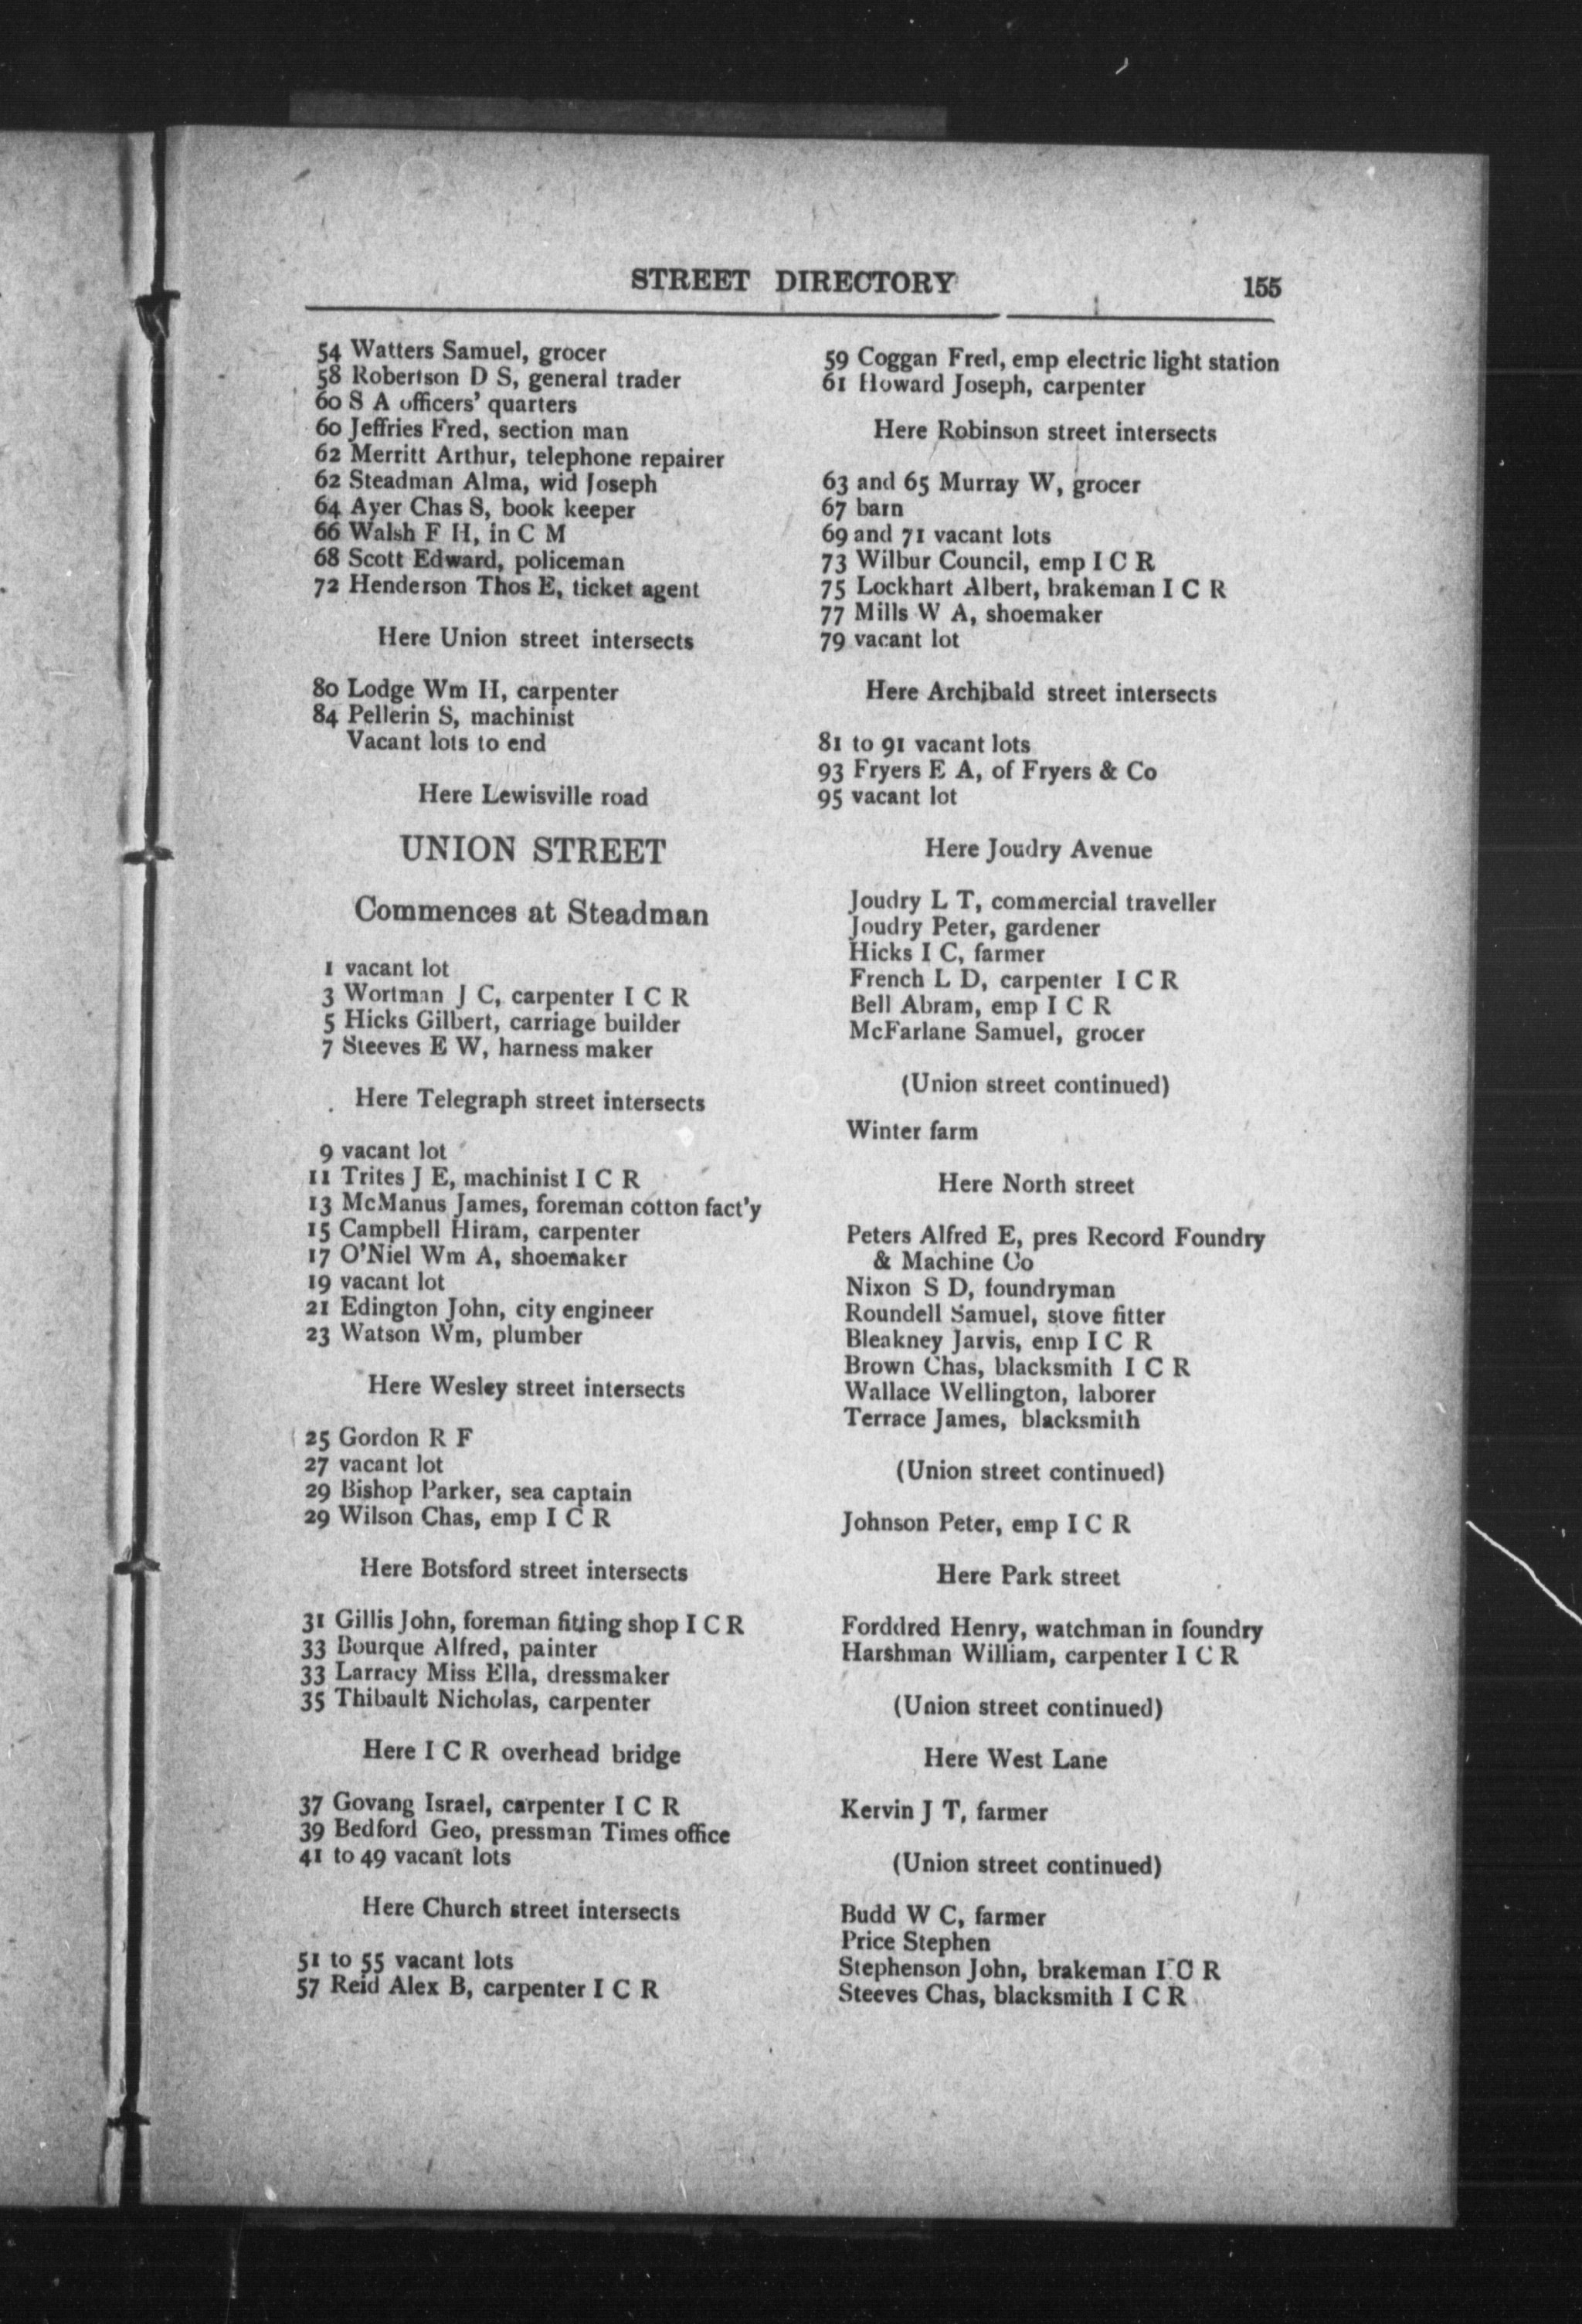 STREET DIRECTORY 155
54 Watters Samuel, grocer
58 Robertson D S, general trader
60 S A officers' quarters
60 Jeffries Fred, section man
62 Merritt Arthur, telephone repairer
62 Steadman Alma, wid Joseph
64 Ayer Chas S, book keeper
66 Walsh F H, in C M
68 Scott Edward, policeman
72 Henderson Thos E, ticket agent
Here Union street intersects
80 Lodge Wm H, carpenter
84 Pellerin S, machinist
Vacant lots to end
Here Lewisville road
UNION STREET
Commences at Steadman
1 vacant lot
3 Wortman J C, carpenter I C R
5 Hicks Gilbert, carriage builder
7 Steeves E W, harness maker
Here Telegraph street intersects
9 vacant lot
11 Trites J E, machinist I C R
13 McManus James, foreman cotton fact'y
15 Campbell Hiram, carpenter
17 O'Niel Wm A, shoemaker
19 vacant lot
21 Edington John, city engineer
23 Watson Wm, plumber
Here Wesley street intersects
25 Gordon R F
27 vacant lot
29 Bishop Parker, sea captain
29 Wilson Chas, emp I C R
Here Botsford street intersects
31 Gillis John, foreman fitting shop I C R
33 Bourque Alfred, painter
33 Larracy Miss Ella, dressmaker
35 Thibault Nicholas, carpenter
Here I C R overhead bridge
37 Govang Israel, carpenter I C R
39 Bedford Geo, pressman Times office
41 to 49 vacant lots
Here Church street intersects
51 to 55 vacant lots
57 Reid Alex B, carpenter I C R
59 Coggan Fred, emp electric light station
61 Howard Joseph, carpenter
Here Robinson street intersects
63 and 65 Murray W, grocer
67 barn
69 and 71 vacant lots
73 Wilbur Council, emp I C R
75 Lockhart Albert, brakeman I C R
77 Mills W A, shoemaker
79 vacant lot
Here Archibald street intersects
81 to 91 vacant lots
93 Fryers E A, of Fryers & Co
95 vacant lot
Here Joudry Avenue
Joudry L T, commercial traveller
Joudry Peter, gardener
Hicks I C, farmer
French L D, carpenter I C R
Bell Abram, emp I C R
McFarlane Samuel, grocer
(Union street continued)
Winter farm
Here North street
Peters Alfred E, pres Record Foundry
& Machine Co
Nixon S D, foundryman
Roundell Samuel, stove fitter
Bleakney Jarvis, emp I C R
Brown Chas, blacksmith I C R
Wallace Wellington, laborer
Terrace James, blacksmith
(Union street continued)
Johnson Peter, emp I C R
Here Park street
Forddred Henry, watchman in foundry
Harshman William, carpenter I C R
(Union street continued)
Here West Lane
Kervin J T, farmer
(Union street continued)
Budd W C, farmer
Price Stephen
Stephenson John, brakeman I C R
Steeves Chas, blacksmith I C R